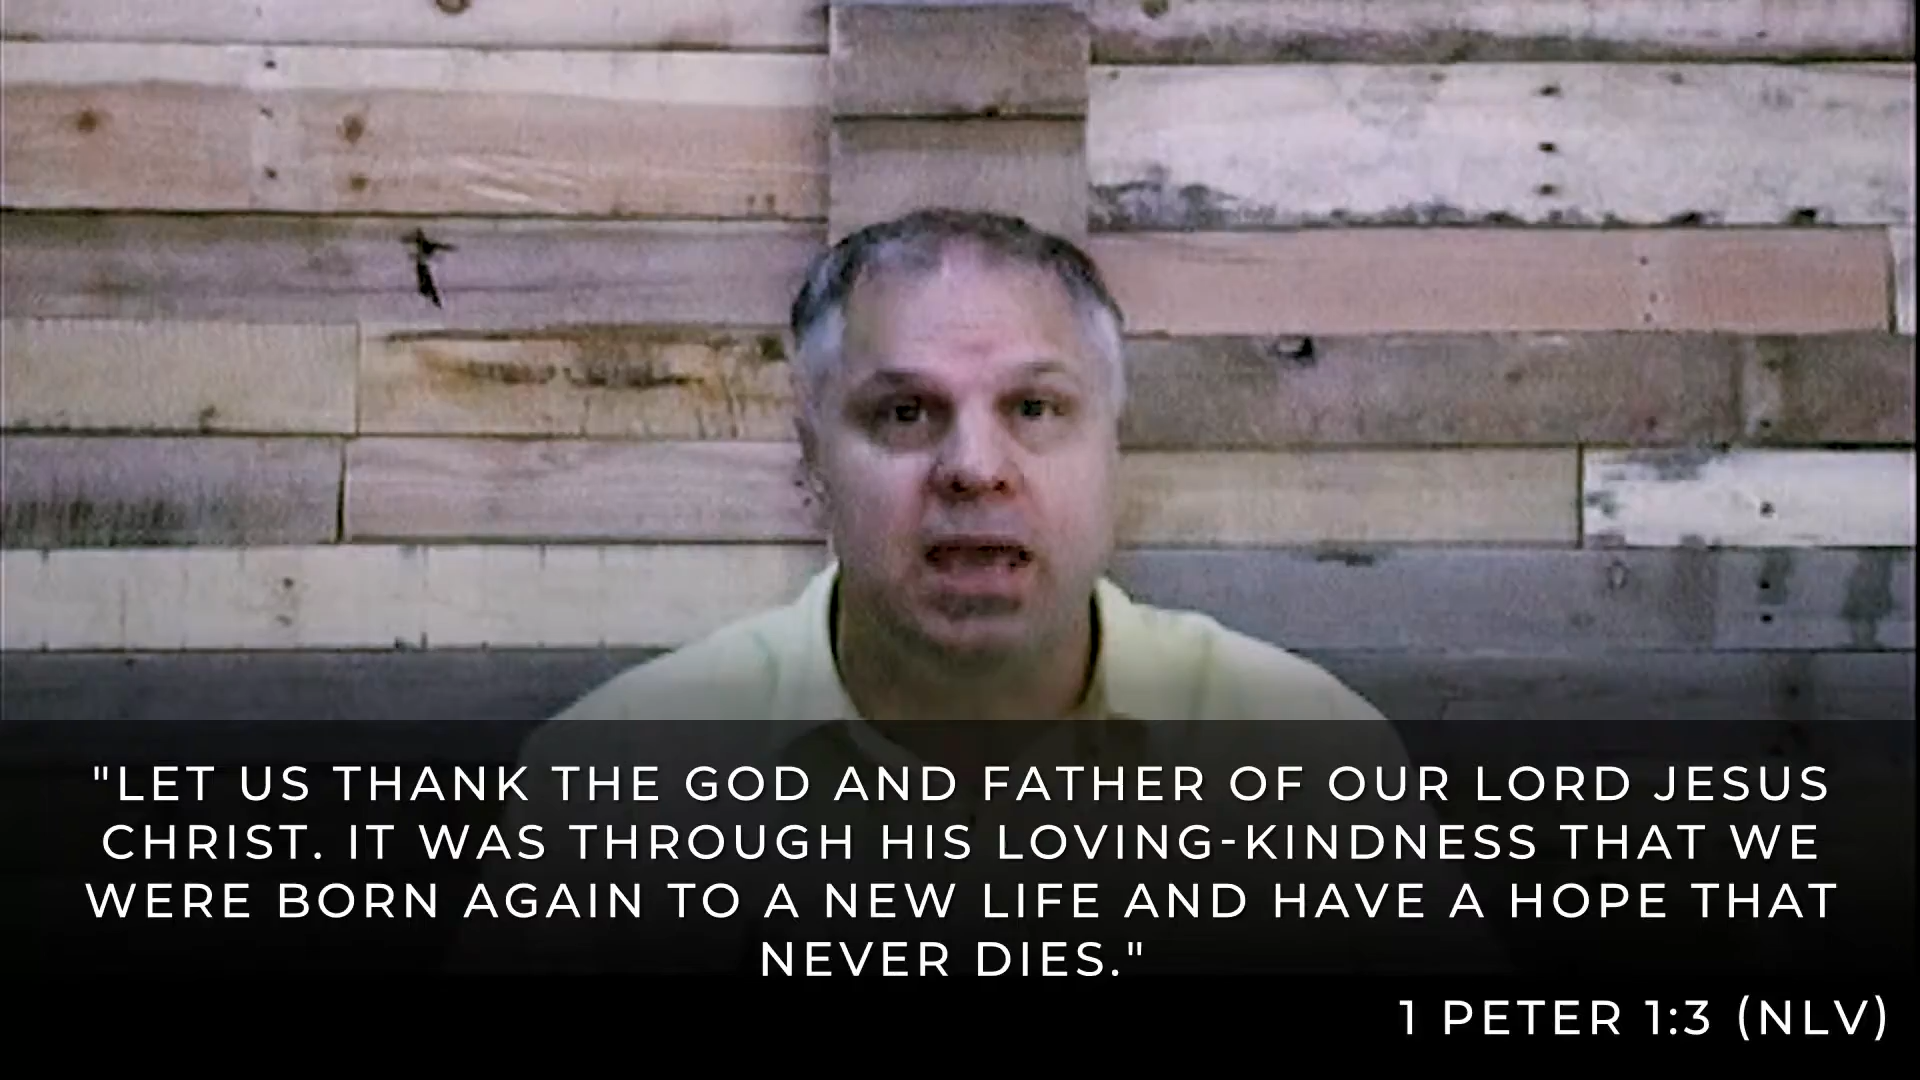 "LET US THANK THE GOD AND FATHER OF OUR LORD JESUS
CHRIST. IT WAS THROUGH HIS LOVING-KINDNESS THAT WE
WERE BORN AGAIN TO A NEW LIFE AND HAVE A HOPE THAT
NEVER DIES."
1 PETER 1:3 (NLV)